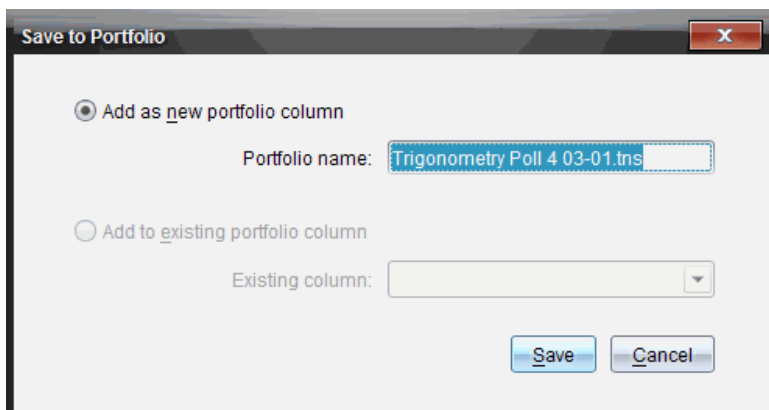 Save to Portfolio
Add as new portfolio column
Portfolio name: Trigonometry Poll 4 03-01.tns
Add to existing portfolio column
Existing column:
Save Cancel